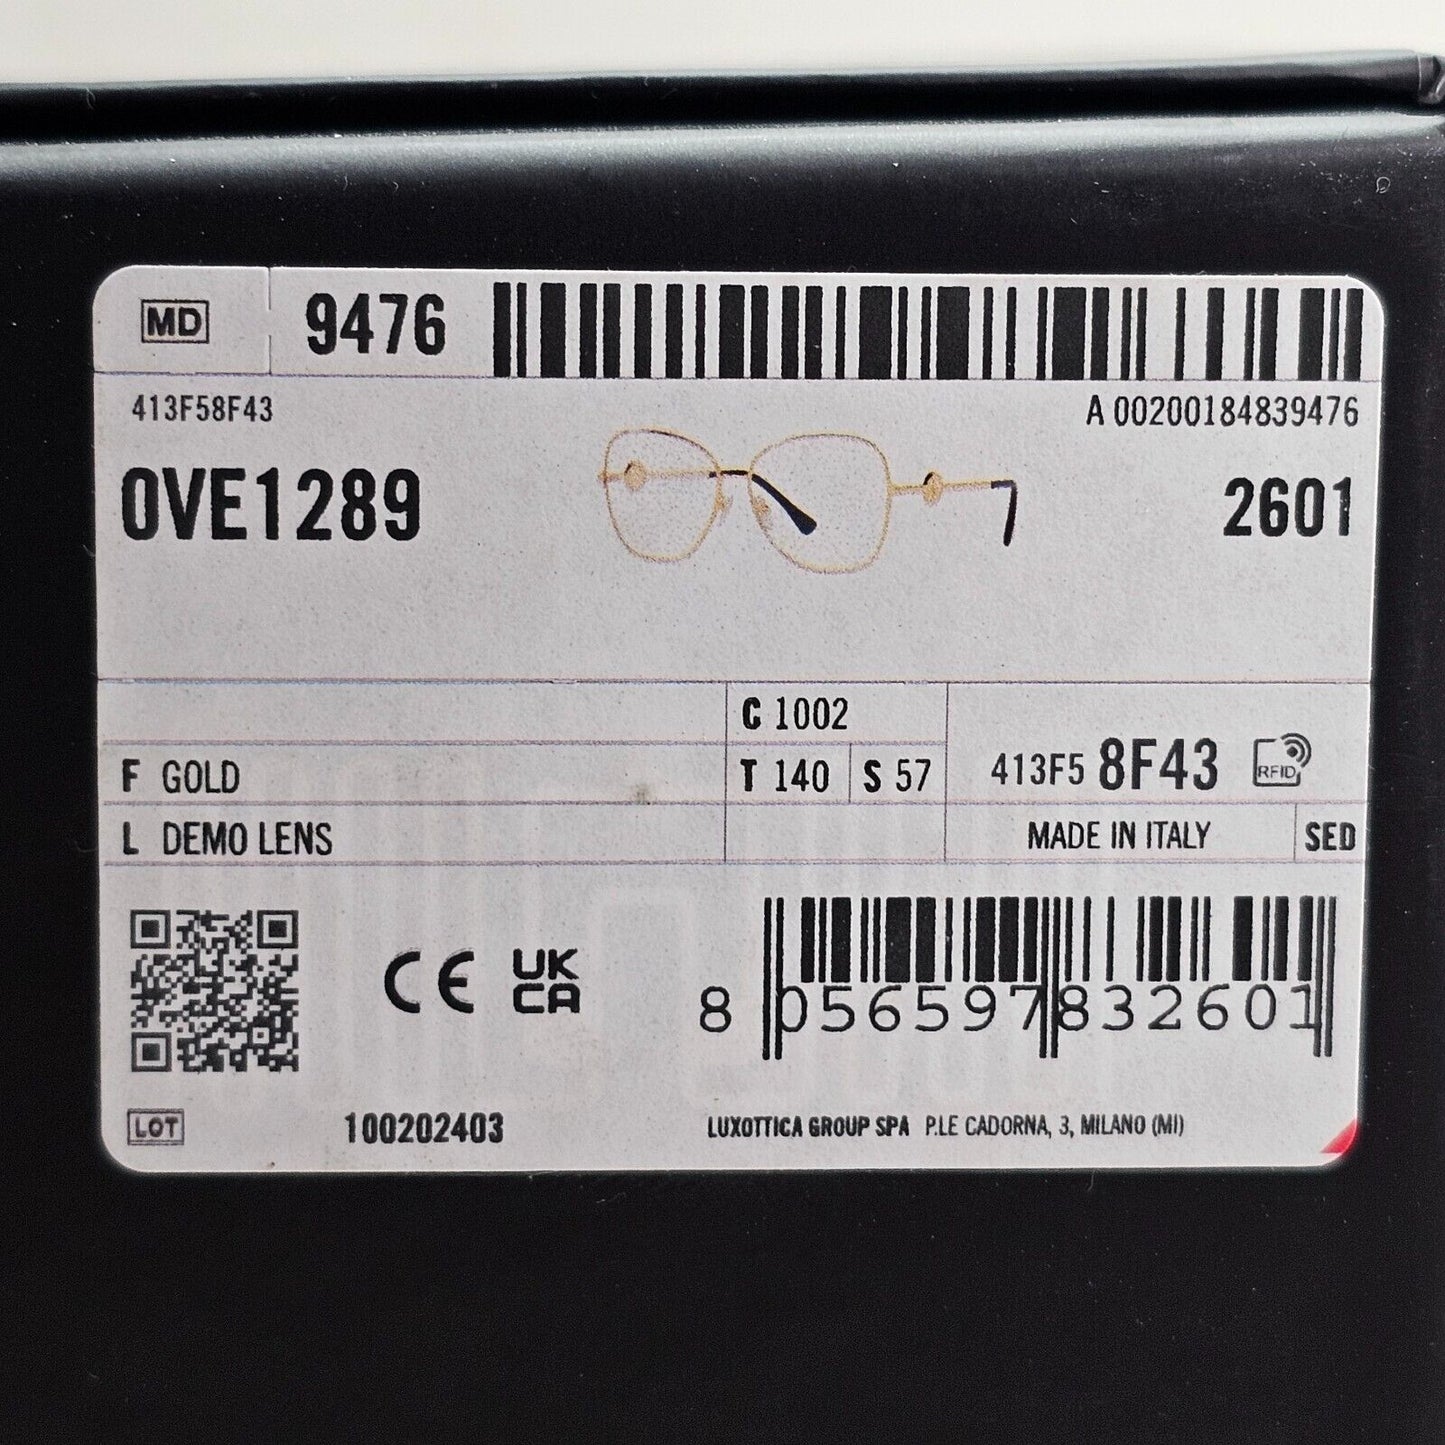 MD 9476
413F58F43 A 00200184839476
0VE1289 2601
C 1002
F GOLD T 140 S 57 413F5 8F43 RFID
L DEMO LENS MADE IN ITALY SED
CE UK
CA
8 056597 832601
LOT 100202403 LUXOTTICA GROUP SPA P.LE CADORNA, 3, MILANO (MI)